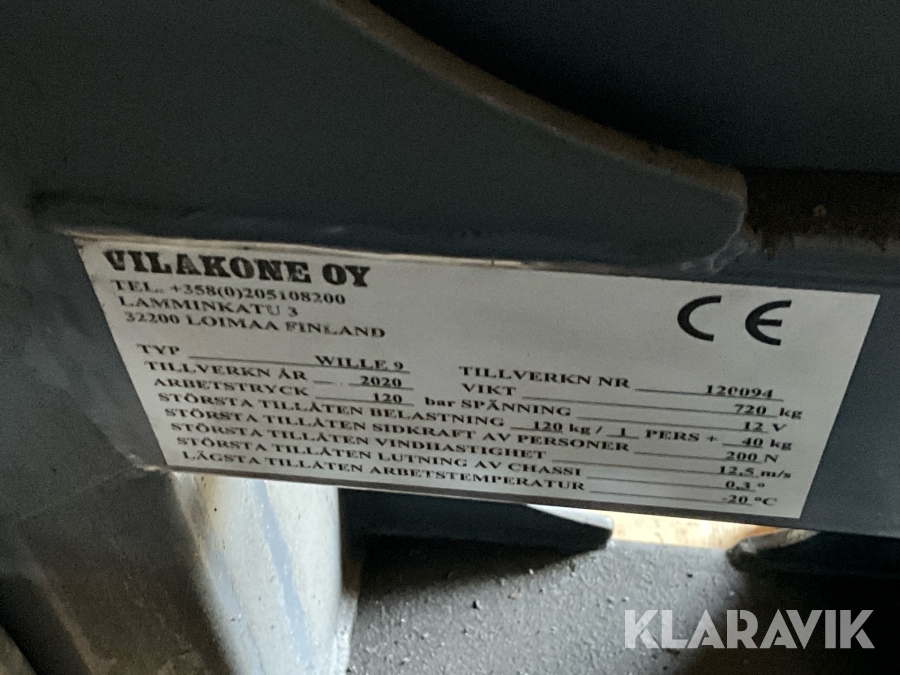 VILAKONE OY
TEL. +358(0)205108200
LAMMINKATU 3
32200 LOIMAA FINLAND
CE
TYP WILLE 9 TILLVERKN NR 120094
TILLVERKN ÅR 2020 VIKT 720 kg
ARBETSTRYCK 120 bar SPÄNNING 12 V
STÖRSTA TILLÅTEN BELASTNING 120 kg / 1 PERS + 40 kg
STÖRSTA TILLÅTEN SIDKRAFT AV PERSONER 200 N
STÖRSTA TILLÅTEN VINDHASTIGHET 12,5 m/s
STÖRSTA TILLÅTEN LUTNING AV CHASSI 0,3 °
LÄGSTA TILLÅTEN ARBETSTEMPERATUR -20 °C
KLARAVIK